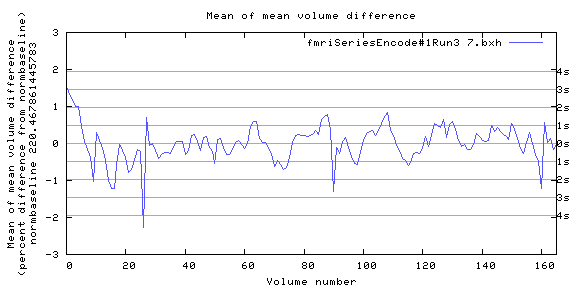 Mean of mean volume difference
fmriSeriesEncode#1Run3 7.bxh
Mean of mean volume difference
(percent difference from normbaseline)
normbaseline 220.467861445783
3
2
1
0
-1
-2
-3
4s
3s
2s
1s
0s
1s
2s
3s
4s
0 20 40 60 80 100 120 140 160
Volume number